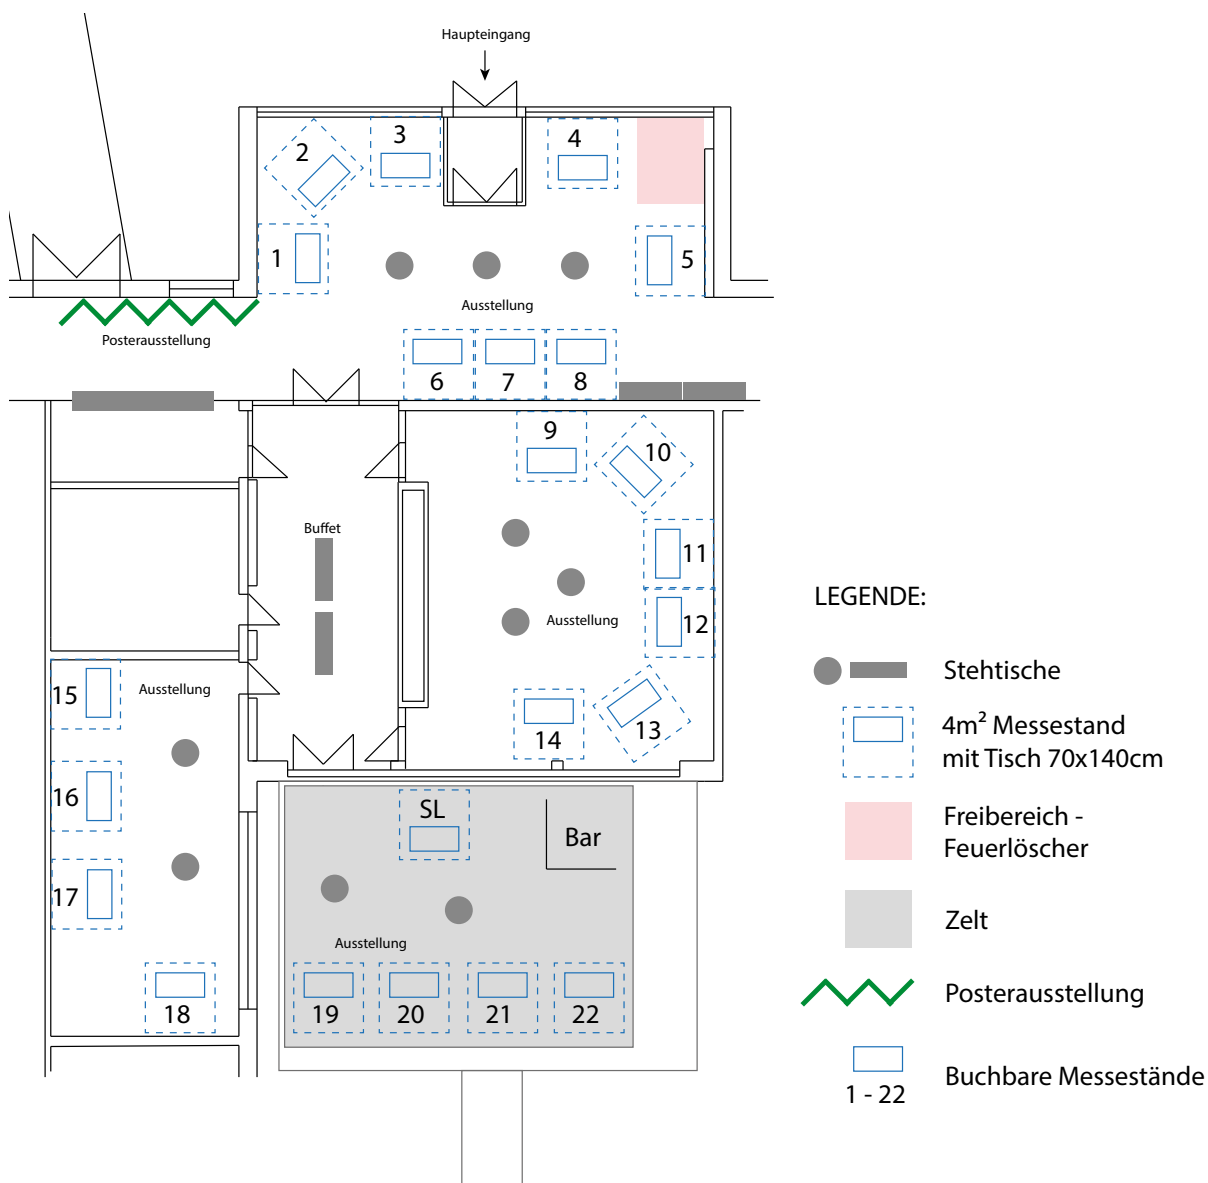 Haupteingang
3
4
2
1
5
Ausstellung
Posterausstellung
6
7
8
9
10
Buffet
11
12
Ausstellung
15
Ausstellung
13
14
16
17
18
SL
Bar
Ausstellung
19
20
21
22
LEGENDE:
Stehtische
4m² Messestand
mit Tisch 70x140cm
Freibereich -
Feuerlöscher
Zelt
Posterausstellung
Buchbare Messestände
1 - 22